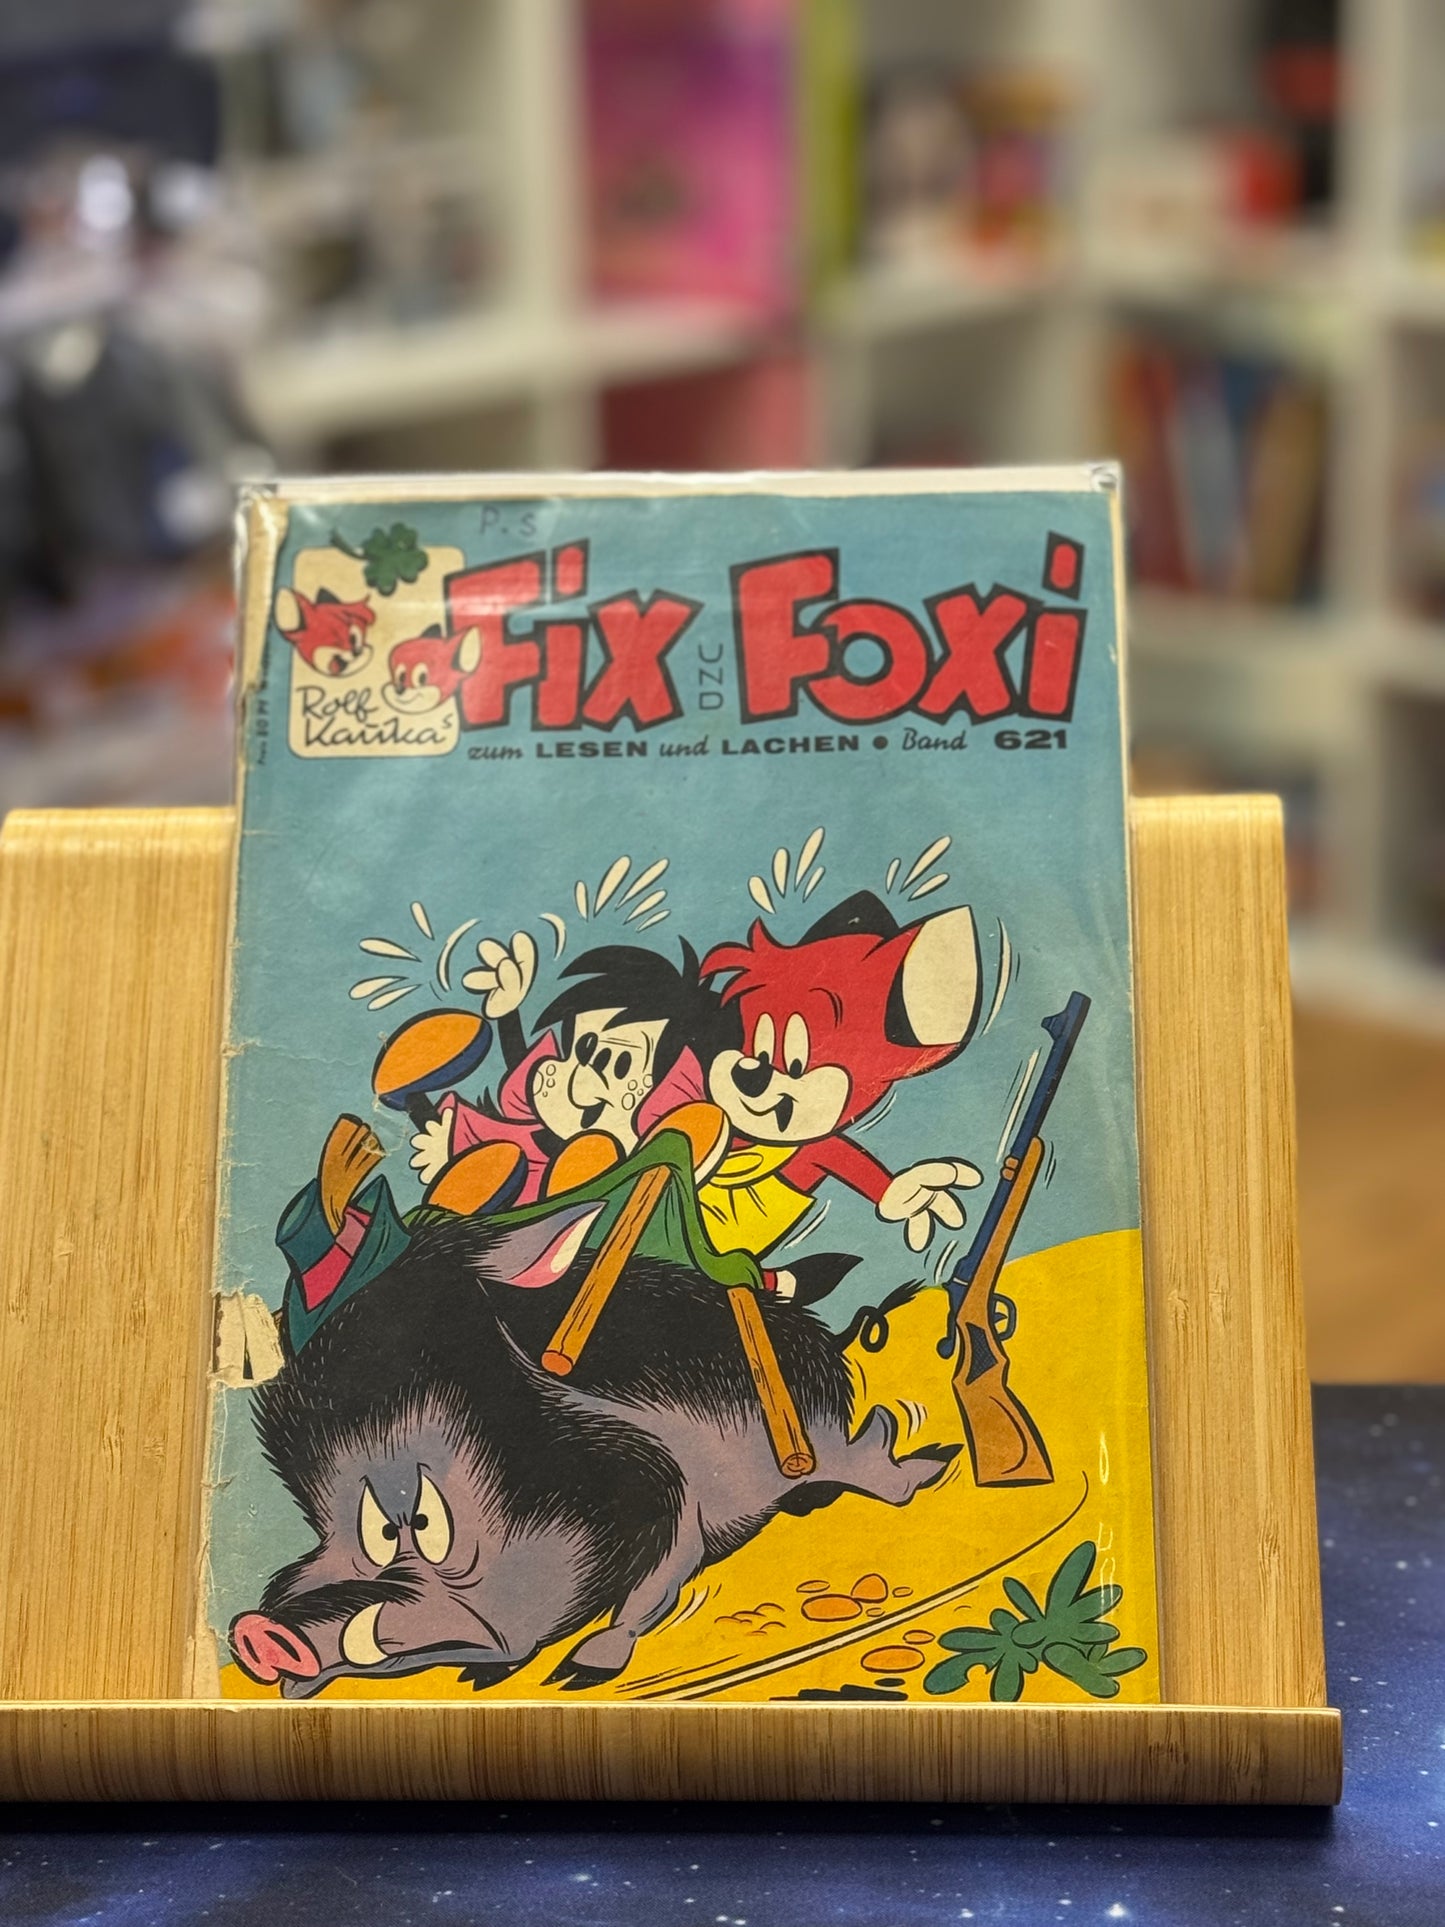 P.S
Fix UND Foxi
Rolf
Kauka's
zum LESEN und LACHEN • Band 621